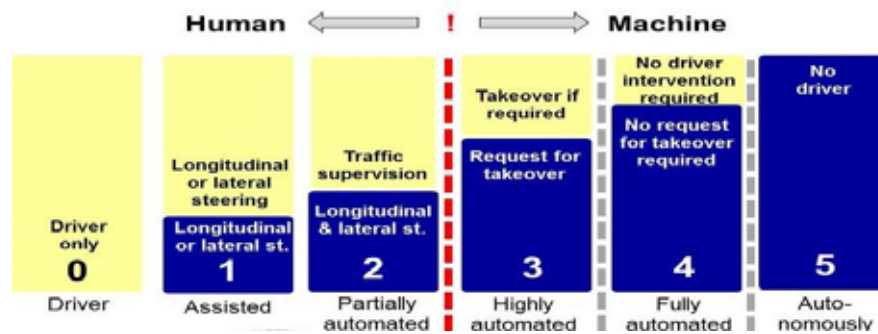 Human ! Machine
Driver
only
0
Driver
Longitudinal
or lateral
steering
Longitudinal
or lateral st.
1
Assisted
Traffic
supervision
Longitudinal
& lateral st.
2
Partially
automated
Takeover if
required
Request for
takeover
3
Highly
automated
No driver
intervention
required
No request
for takeover
required
4
Fully
automated
No
driver
5
Auto-
nomously